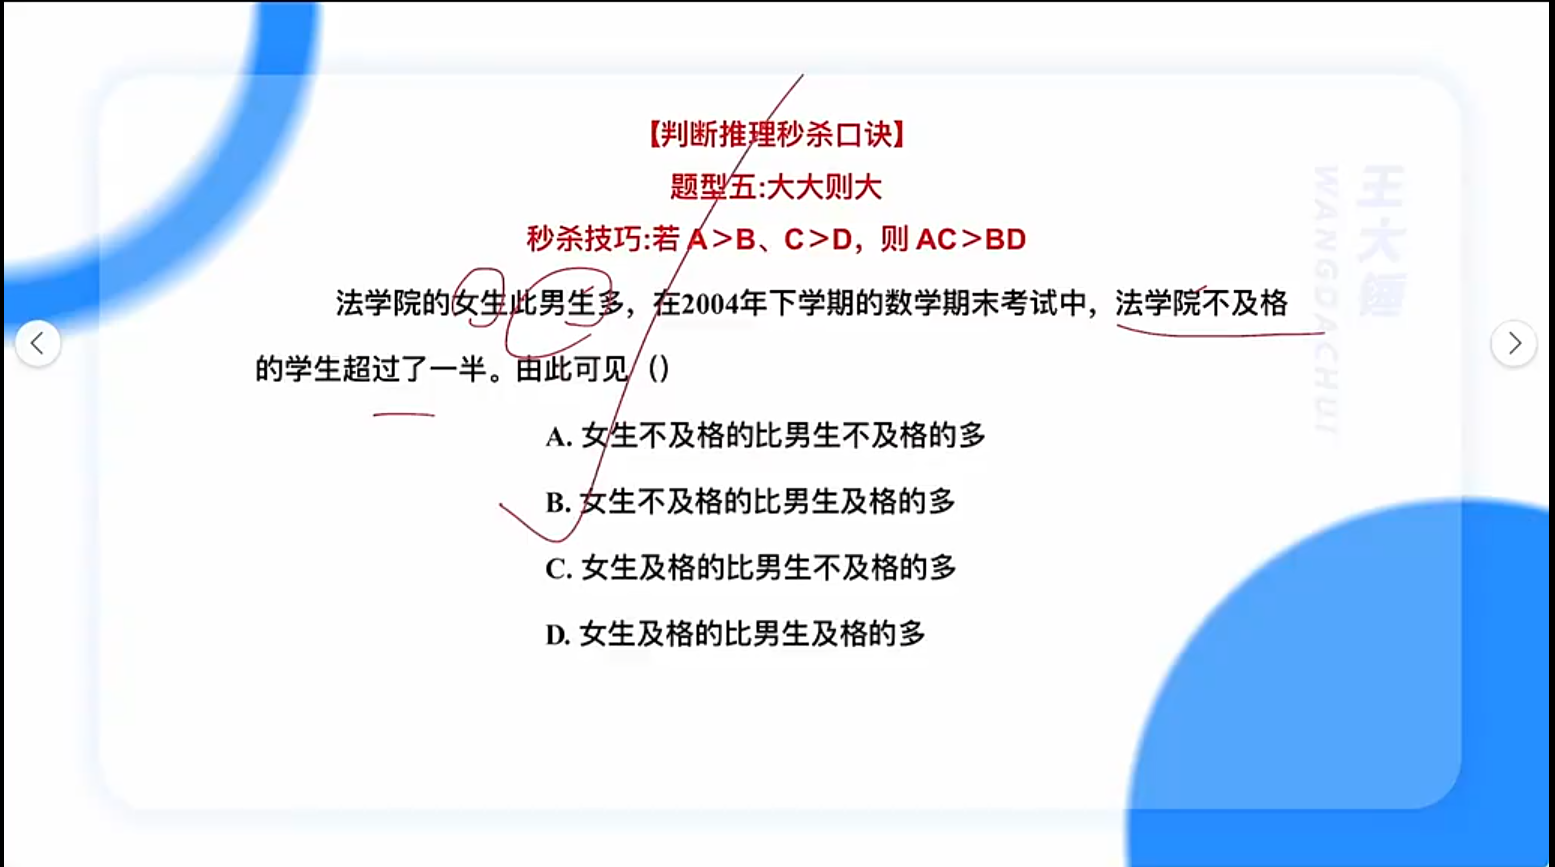 【判断推理秒杀口诀】
题型五:大大则大
秒杀技巧:若 A＞B、C＞D，则 AC＞BD
法学院的女生此男生多，在2004年下学期的数学期末考试中，法学院不及格
的学生超过了一半。由此可见（）
A. 女生不及格的比男生不及格的多
B. 女生不及格的比男生及格的多
C. 女生及格的比男生不及格的多
D. 女生及格的比男生及格的多
王大锤
WANGDACHUI